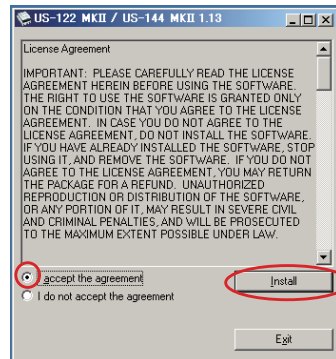 US-122 MKII / US-144 MKII 1.13
License Agreement
IMPORTANT: PLEASE CAREFULLY READ THE LICENSE
AGREEMENT HEREIN BEFORE USING THE SOFTWARE.
THE RIGHT TO USE THE SOFTWARE IS GRANTED ONLY
ON THE CONDITION THAT YOU AGREE TO THE LICENSE
AGREEMENT. IN CASE YOU DO NOT AGREE TO THE
LICENSE AGREEMENT, DO NOT INSTALL THE SOFTWARE.
IF YOU HAVE ALREADY INSTALLED THE SOFTWARE, STOP
USING IT, AND REMOVE THE SOFTWARE. IF YOU DO NOT
AGREE TO THE LICENSE AGREEMENT, YOU MAY RETURN
THE PACKAGE FOR A REFUND. UNAUTHORIZED
REPRODUCTION OR DISTRIBUTION OF THE SOFTWARE,
OR ANY PORTION OF IT, MAY RESULT IN SEVERE CIVIL
AND CRIMINAL PENALTIES, AND WILL BE PROSECUTED
TO THE MAXIMUM EXTENT POSSIBLE UNDER LAW.
I accept the agreement
Install
I do not accept the agreement
Exit